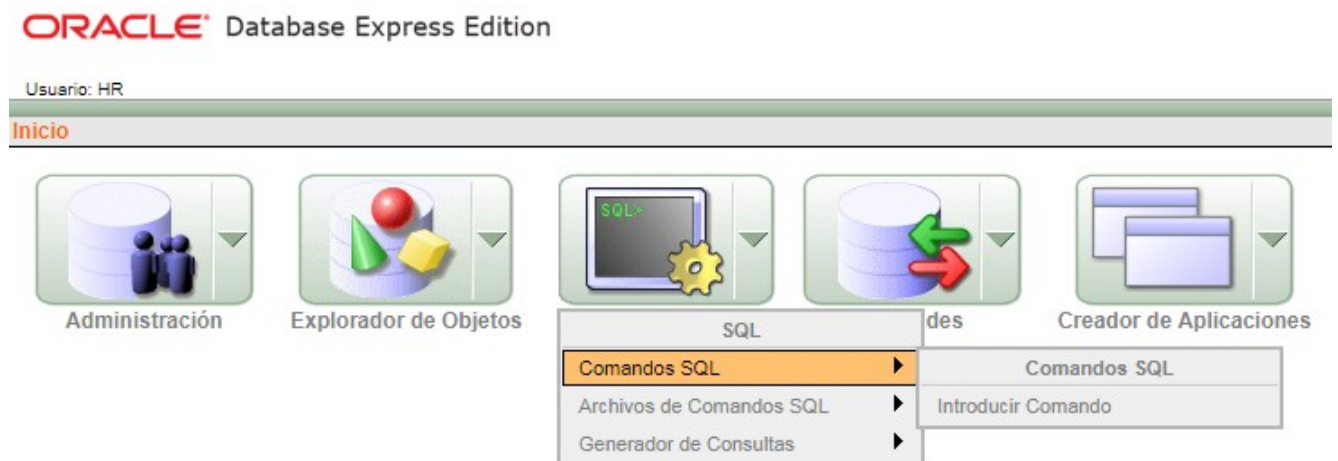 ORACLE Database Express Edition
Usuario: HR
Inicio
SQL>
Administración
Explorador de Objetos
SQL
des
Creador de Aplicaciones
Comandos SQL
Comandos SQL
Archivos de Comandos SQL
Introducir Comando
Generador de Consultas